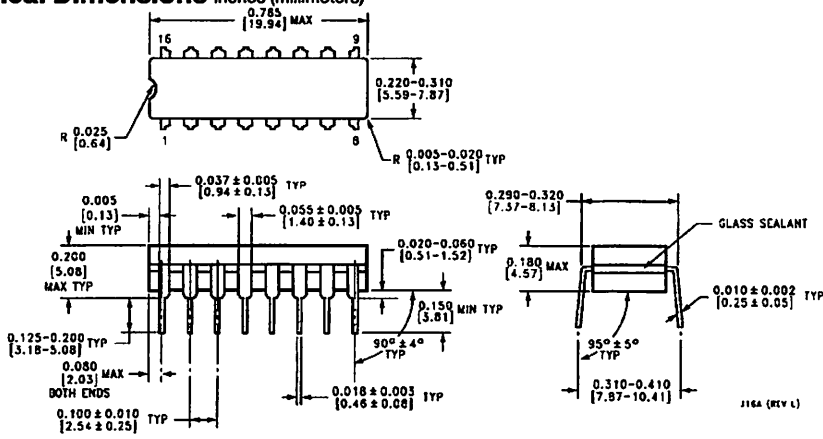 ical Dimensions inches (millimeters)
0.785
[19.94] MAX
16
9
0.220-0.310
[5.59-7.87]
R 0.025
[0.64]
1
8
R 0.005-0.020 TYP
[0.13-0.51]
0.037 ± 0.005 TYP
[0.94 ± 0.13]
0.005
[0.13]
MIN TYP
0.055 ± 0.005 TYP
[1.40 ± 0.13]
0.290-0.320
[7.37-8.13]
GLASS SEALANT
0.200
[5.08]
MAX TYP
0.020-0.060 TYP
[0.51-1.52]
0.180 MAX
[4.57]
0.150 MIN TYP
[3.81]
0.010 ± 0.002 TYP
[0.25 ± 0.05]
0.125-0.200
[3.18-5.08] TYP
90° ± 4°
TYP
95° ± 5°
TYP
0.080 MAX
[2.03]
BOTH ENDS
0.018 ± 0.003 TYP
[0.46 ± 0.08]
0.310-0.410
[7.87-10.41]
0.100 ± 0.010 TYP
[2.54 ± 0.25]
J16A (REV L)